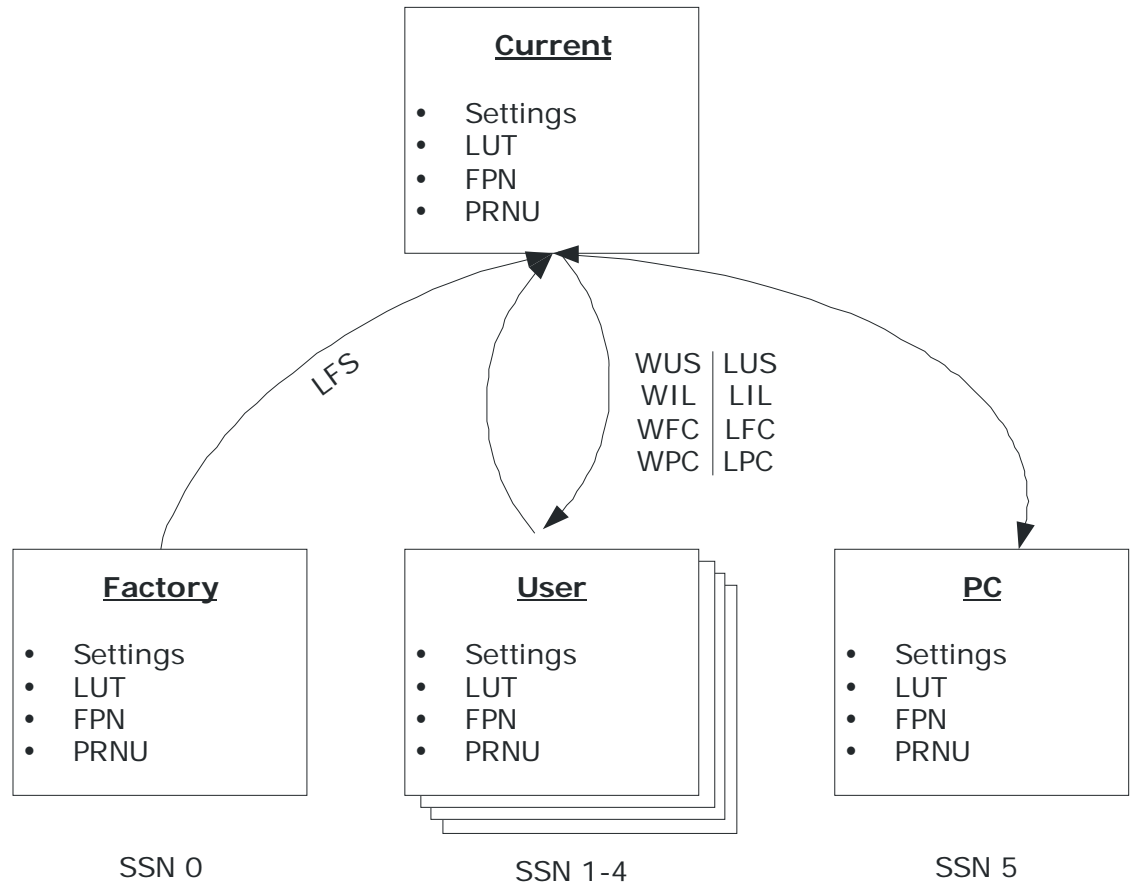 Current
• Settings
• LUT
• FPN
• PRNU
LFS
WUS | LUS
WIL | LIL
WFC | LFC
WPC | LPC
Factory
• Settings
• LUT
• FPN
• PRNU
User
• Settings
• LUT
• FPN
• PRNU
PC
• Settings
• LUT
• FPN
• PRNU
SSN 0
SSN 1-4
SSN 5